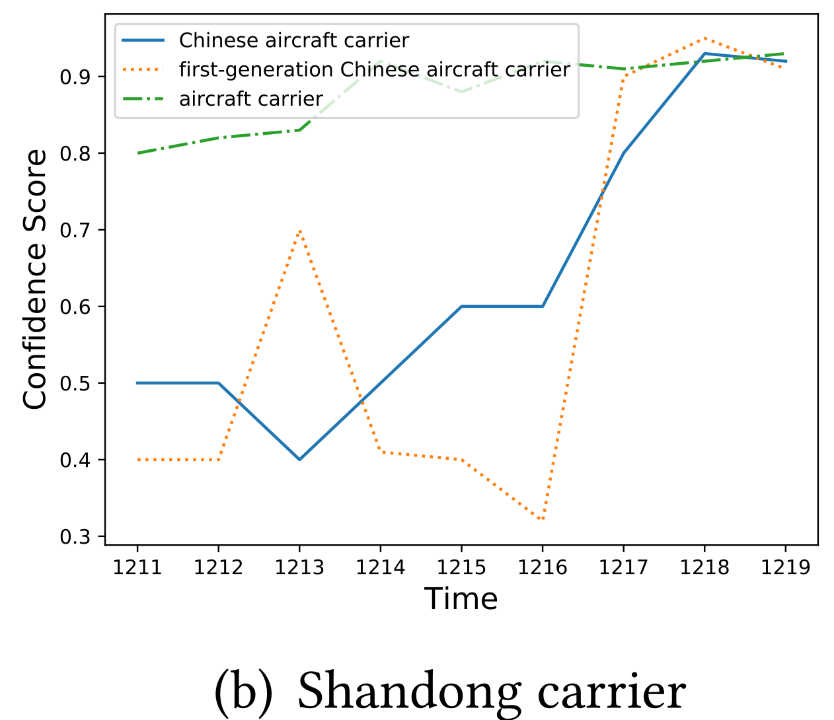 Chinese aircraft carrier
first-generation Chinese aircraft carrier
aircraft carrier
Confidence Score
0.9
0.8
0.7
0.6
0.5
0.4
0.3
1211 1212 1213 1214 1215 1216 1217 1218 1219
Time
(b) Shandong carrier